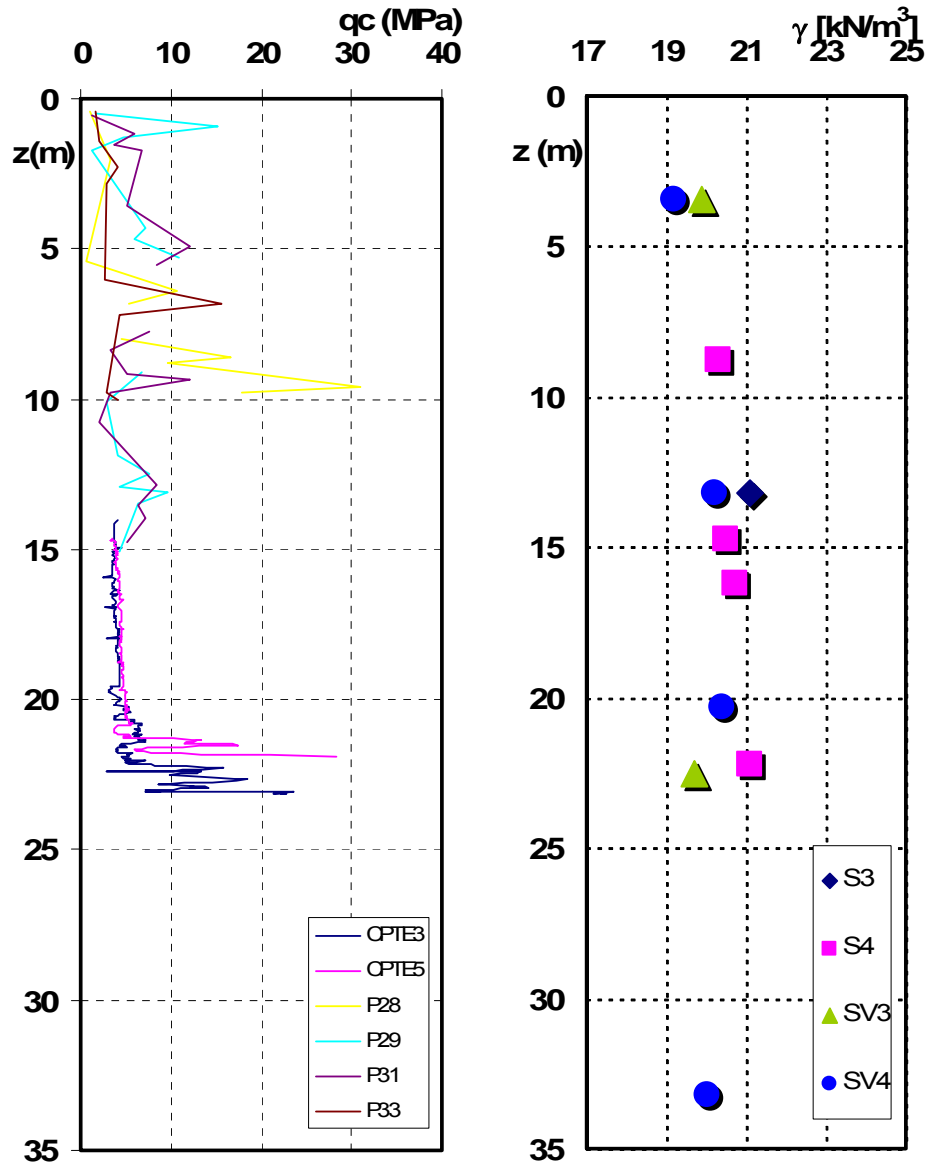 qc (MPa)
0 10 20 30 40
0
z(m)
5
10
15
20
25
30
35
CPTE3
CPTE5
P28
P29
P31
P33
γ [kN/m³]
17 19 21 23 25
0
z (m)
5
10
15
20
25
30
35
S3
S4
SV3
SV4